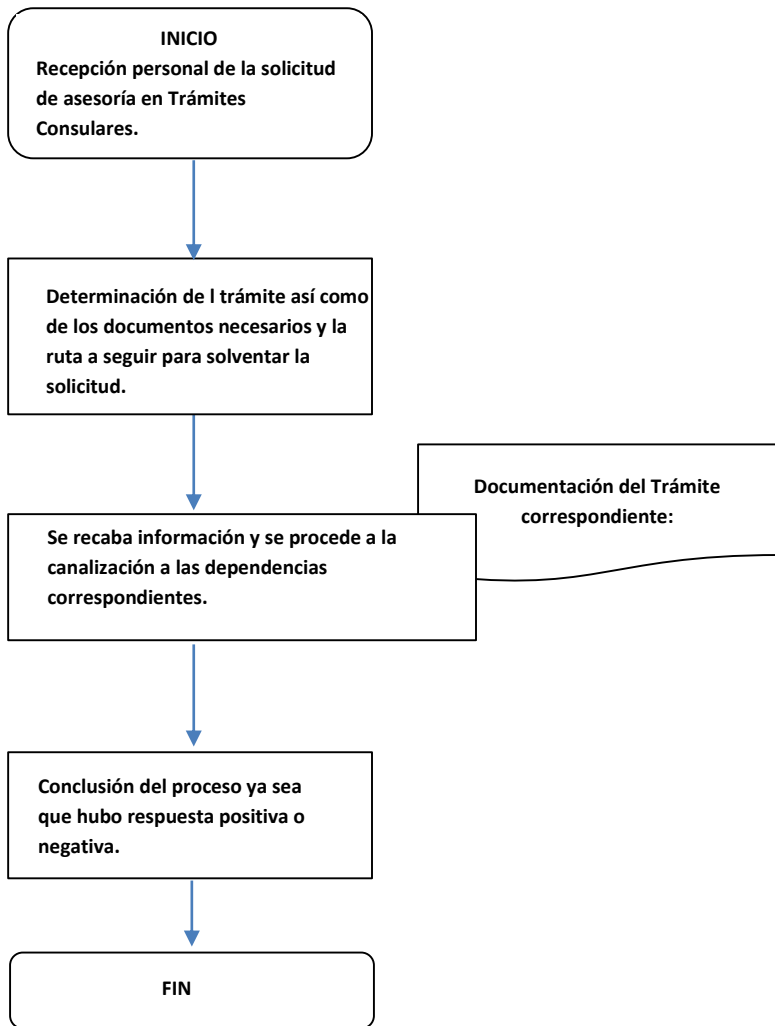 INICIO
Recepción personal de la solicitud
de asesoría en Trámites
Consulares.
Determinación de l trámite así como
de los documentos necesarios y la
ruta a seguir para solventar la
solicitud.
Documentación del Trámite
correspondiente:
Se recaba información y se procede a la
canalización a las dependencias
correspondientes.
Conclusión del proceso ya sea
que hubo respuesta positiva o
negativa.
FIN